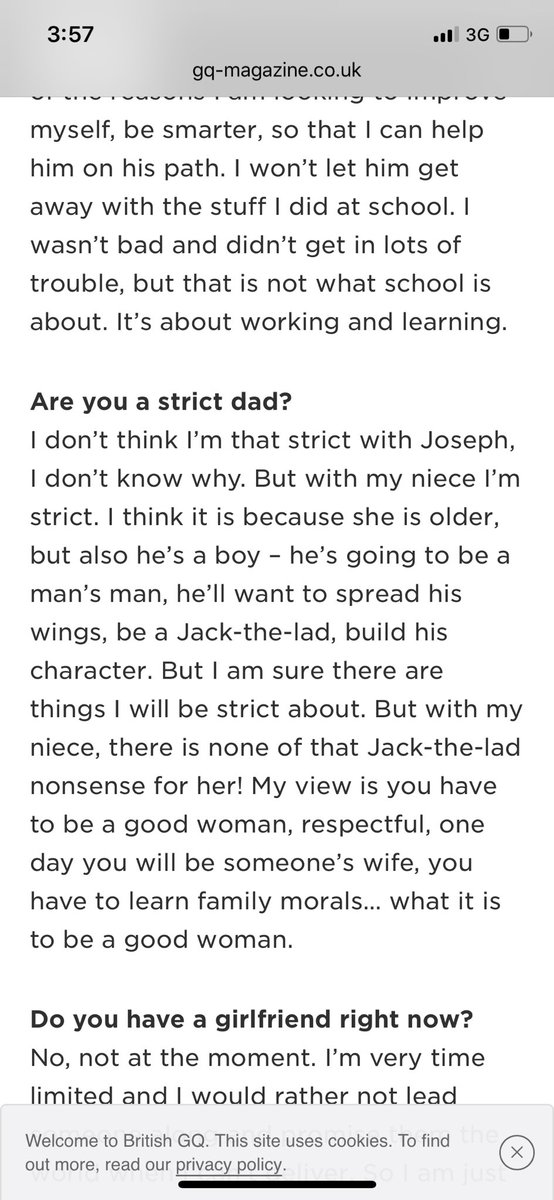 3:57
3G
gq-magazine.co.uk
myself, be smarter, so that I can help
him on his path. I won’t let him get
away with the stuff I did at school. I
wasn’t bad and didn’t get in lots of
trouble, but that is not what school is
about. It’s about working and learning.
Are you a strict dad?
I don’t think I’m that strict with Joseph,
I don’t know why. But with my niece I’m
strict. I think it is because she is older,
but also he’s a boy – he’s going to be a
man’s man, he’ll want to spread his
wings, be a Jack-the-lad, build his
character. But I am sure there are
things I will be strict about. But with my
niece, there is none of that Jack-the-lad
nonsense for her! My view is you have
to be a good woman, respectful, one
day you will be someone’s wife, you
have to learn family morals... what it is
to be a good woman.
Do you have a girlfriend right now?
No, not at the moment. I’m very time
limited and I would rather not lead
Welcome to British GQ. This site uses cookies. To find
out more, read our privacy policy.